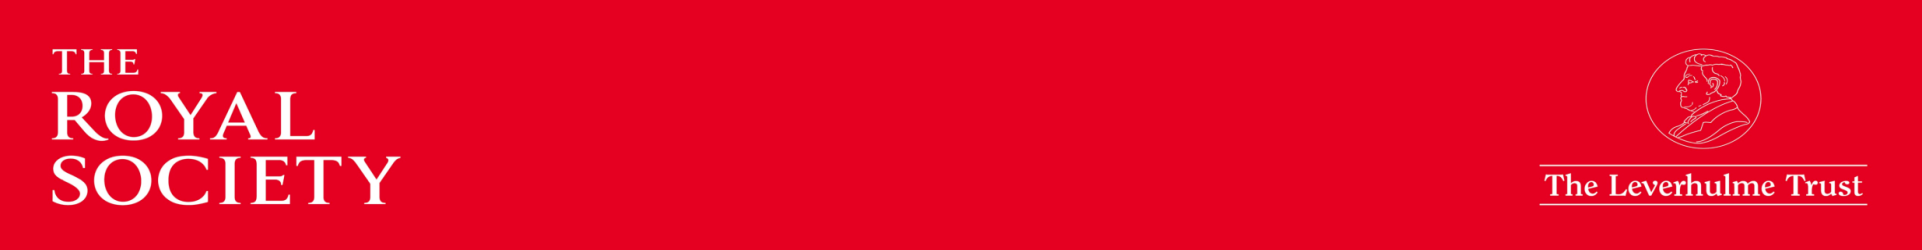 THE
ROYAL
SOCIETY
The Leverhulme Trust